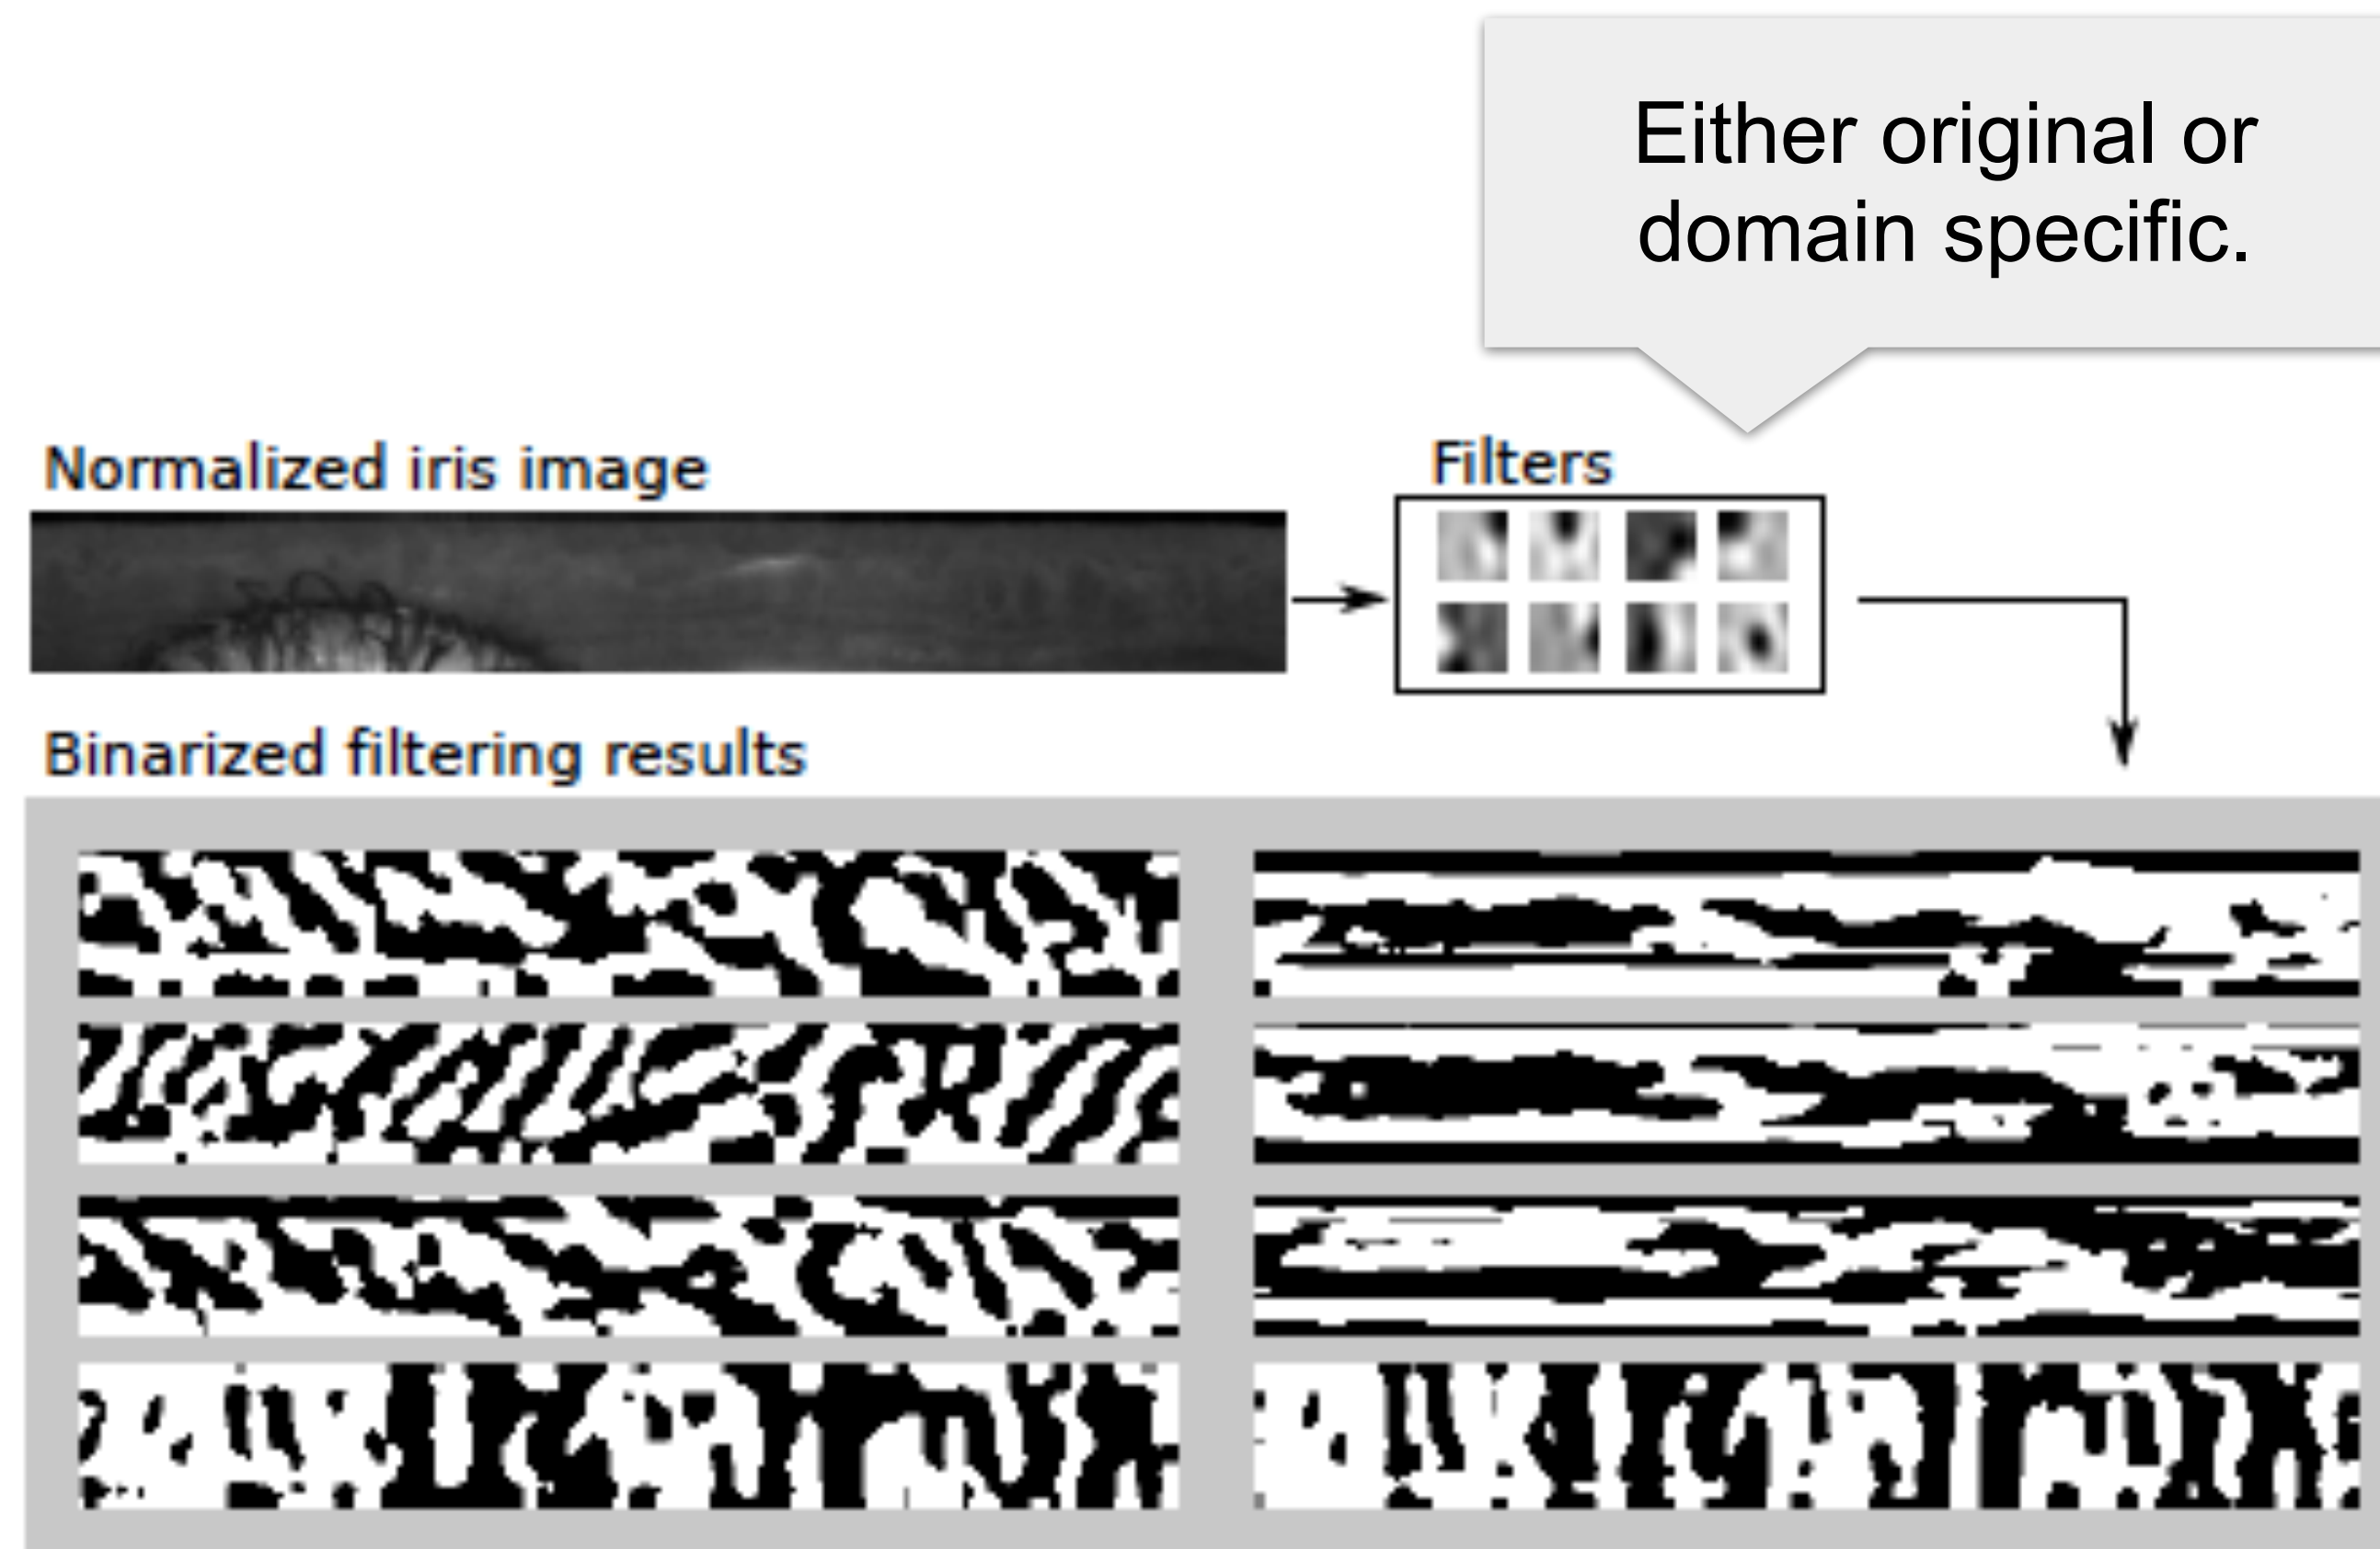 Either original or
domain specific.
Normalized iris image
Filters
Binarized filtering results